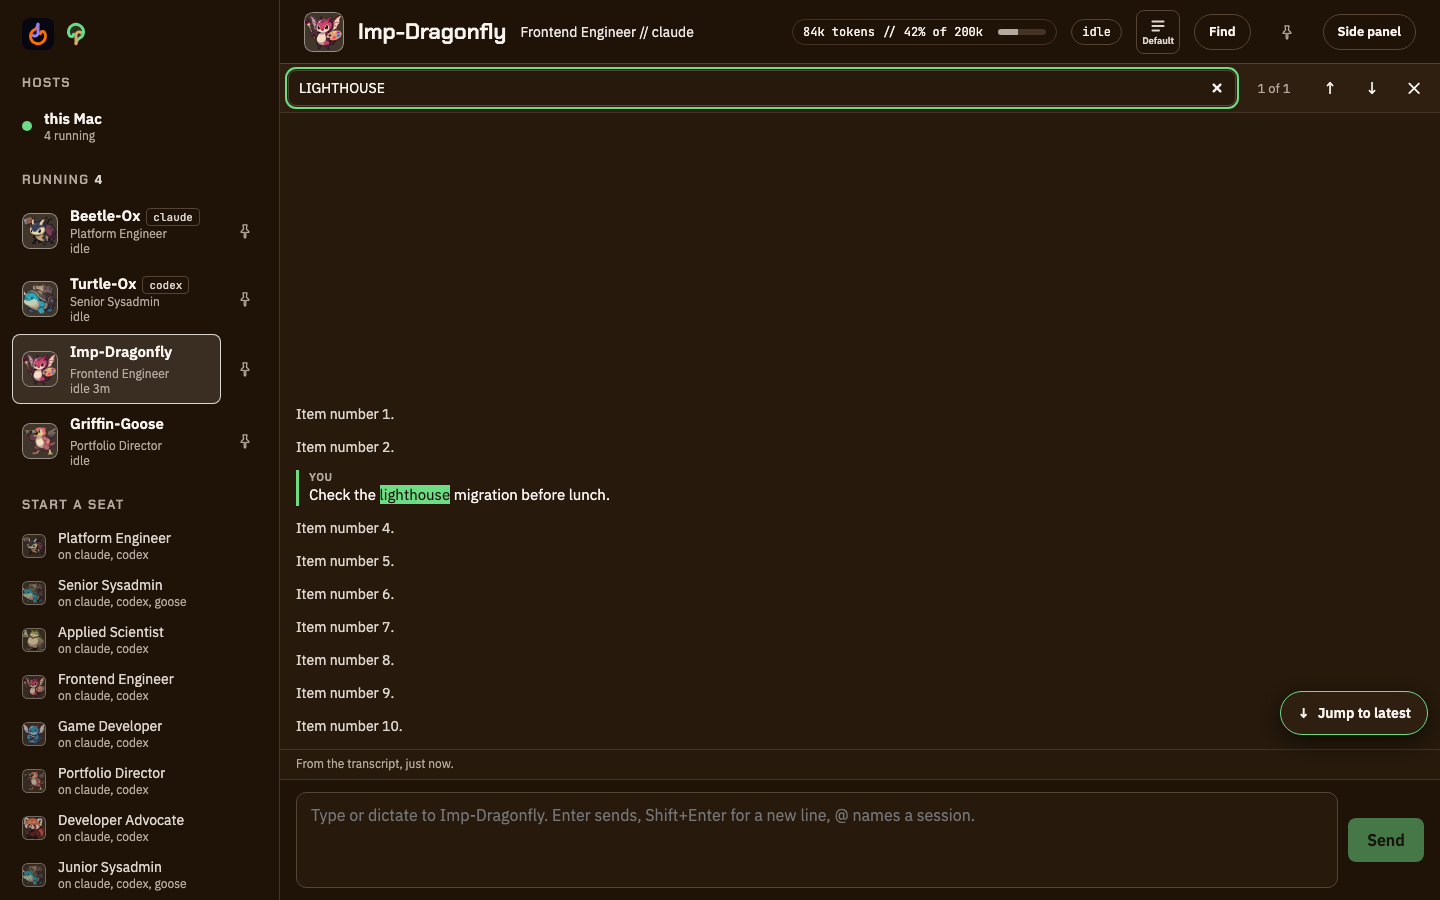 HOSTS
this Mac
4 running
RUNNING 4
Beetle-Ox claude
Platform Engineer
idle
Turtle-Ox codex
Senior Sysadmin
idle
Imp-Dragonfly
Frontend Engineer
idle 3m
Griffin-Goose
Portfolio Director
idle
START A SEAT
Platform Engineer
on claude, codex
Senior Sysadmin
on claude, codex, goose
Applied Scientist
on claude, codex
Frontend Engineer
on claude, codex
Game Developer
on claude, codex
Portfolio Director
on claude, codex
Developer Advocate
on claude, codex
Junior Sysadmin
on claude, codex, goose
Imp-Dragonfly Frontend Engineer // claude 84k tokens // 42% of 200k idle Default Find Side panel
LIGHTHOUSE 1 of 1
Item number 1.
Item number 2.
YOU
Check the lighthouse migration before lunch.
Item number 4.
Item number 5.
Item number 6.
Item number 7.
Item number 8.
Item number 9.
Item number 10.
Jump to latest
From the transcript, just now.
Type or dictate to Imp-Dragonfly. Enter sends, Shift+Enter for a new line, @ names a session.
Send